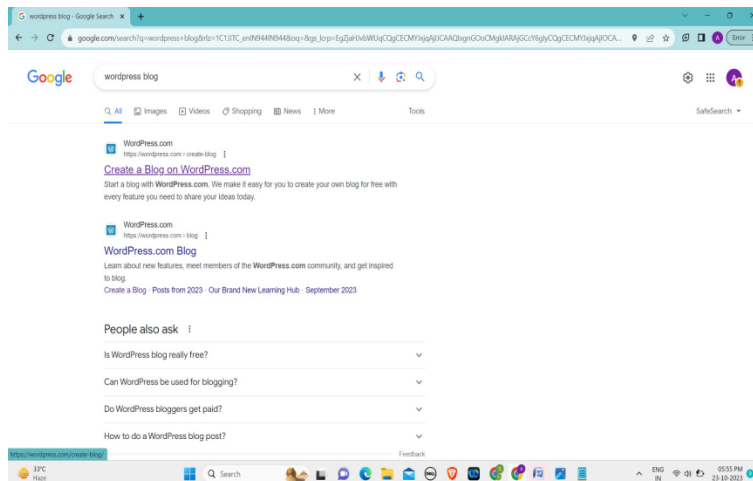 wordpress blog - Google Search
google.com/search?q=wordpress+blog&rlz=1C1JJTC_enIN944IN944&oq=
Error
Google
wordpress blog
All Images Videos Shopping News More Tools SafeSearch
WordPress.com
https://wordpress.com › create-blog
Create a Blog on WordPress.com
Start a blog with WordPress.com. We make it easy for you to create your own blog for free with
every feature you need to share your ideas today.
WordPress.com
https://wordpress.com › blog
WordPress.com Blog
Learn about new features, meet members of the WordPress.com community, and get inspired
to blog.
Create a Blog · Posts from 2023 · Our Brand New Learning Hub · September 2023
People also ask
Is WordPress blog really free?
Can WordPress be used for blogging?
Do WordPress bloggers get paid?
How to do a WordPress blog post?
Feedback
https://wordpress.com/create-blog/
33°C
Haze
Search
ENG
IN
05:55 PM
23-10-2023